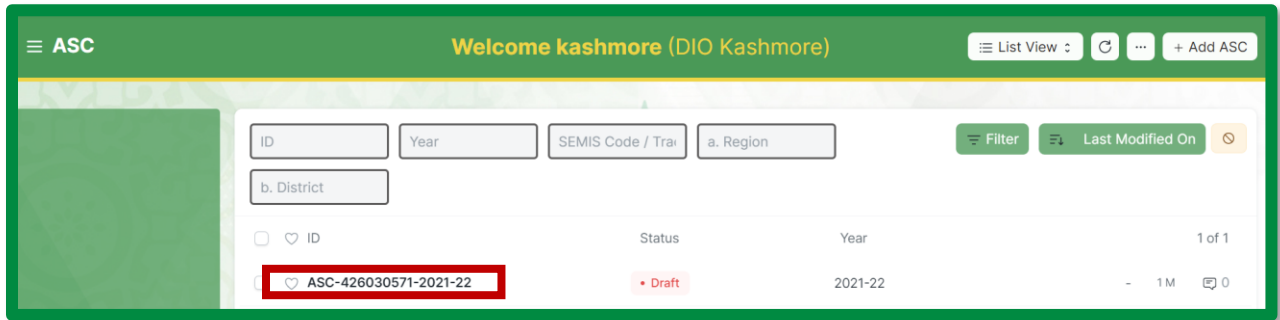 ASC
Welcome kashmore (DIO Kashmore)
List View
...
+ Add ASC
ID
Year
SEMIS Code / Tra
a. Region
Filter
Last Modified On
b. District
ID Status Year 1 of 1
ASC-426030571-2021-22 • Draft 2021-22 - 1 M 0